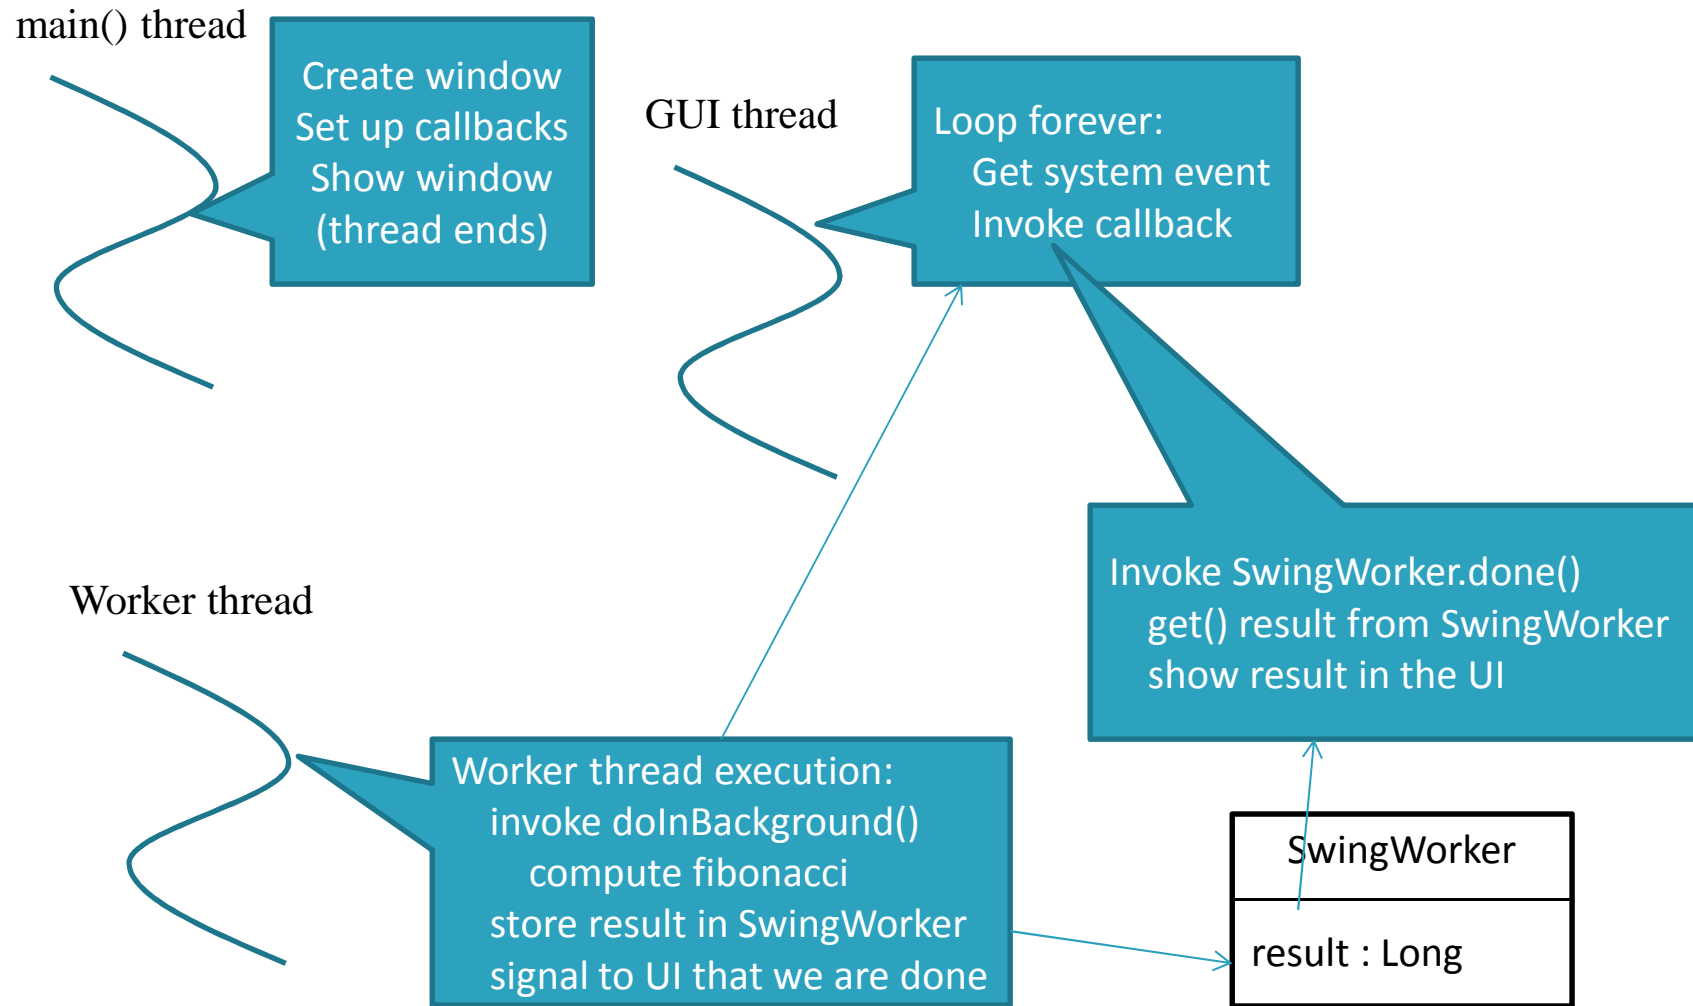 main() thread
Create window
Set up callbacks
Show window
(thread ends)
GUI thread
Loop forever:
Get system event
Invoke callback
Invoke SwingWorker.done()
get() result from SwingWorker
show result in the UI
Worker thread
Worker thread execution:
invoke doInBackground()
compute fibonacci
store result in SwingWorker
signal to UI that we are done
SwingWorker
result : Long